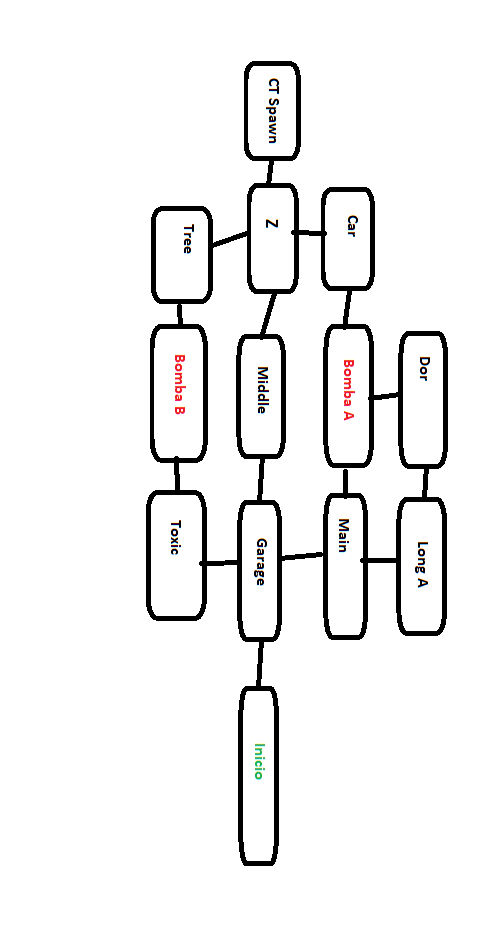 CT Spawn
Z
Car
Tree
Bomba B
Middle
Bomba A
Dor
Toxic
Garage
Main
Long A
Inicio